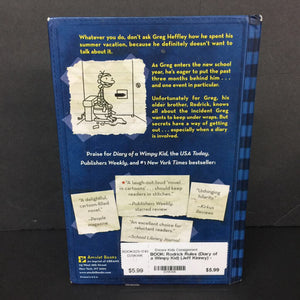 Whatever you do, don't ask Greg Heffley how he spent his
summer vacation, because he definitely doesn't want to
talk about it.
As Greg enters the new school
year, he's eager to put the past
three months behind him . . .
and one event in particular.
Unfortunately for Greg, his
elder brother, Rodrick, knows
all about the incident Greg
wants to keep under wraps. But
secrets have a way of getting
out . . . especially when a diary
is involved.
Praise for Diary of a Wimpy Kid, the USA Today,
Publishers Weekly, and #1 New York Times bestseller:
"A delightful,
cartoon-filled
novel."
—People
magazine
★ "A laugh-out-loud 'novel
in cartoons' . . . should
keep readers in stitches."
—Publishers Weekly,
starred review
"Unhinging
hilarity."
—Kirkus
Reviews
"An excellent choice for
reluctant readers
—School Library Journal
Amulet Books
$5.99
BOOK: Rodrick Rules (Diary of
a Wimpy Kid) (Jeff Kinney) -
$5.99